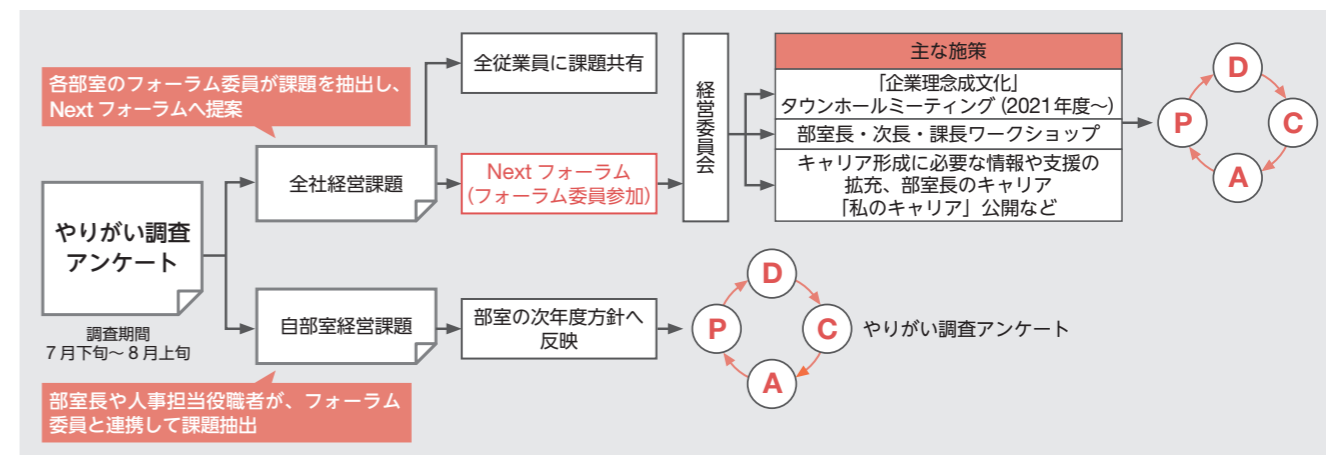 各部室のフォーラム委員が課題を抽出し、
Next フォーラムへ提案
全従業員に課題共有
経営委員会
主な施策
「企業理念成文化」
タウンホールミーティング(2021年度～)
部室長・次長・課長ワークショップ
キャリア形成に必要な情報や支援の
拡充、部室長のキャリア
「私のキャリア」公開など
D
P
C
A
全社経営課題
Next フォーラム
(フォーラム委員参加)
やりがい調査
アンケート
調査期間
7月下旬～8月上旬
自部室経営課題
部室の次年度方針へ
反映
D
P
C
A
やりがい調査アンケート
部室長や人事担当役職者が、フォーラム
委員と連携して課題抽出